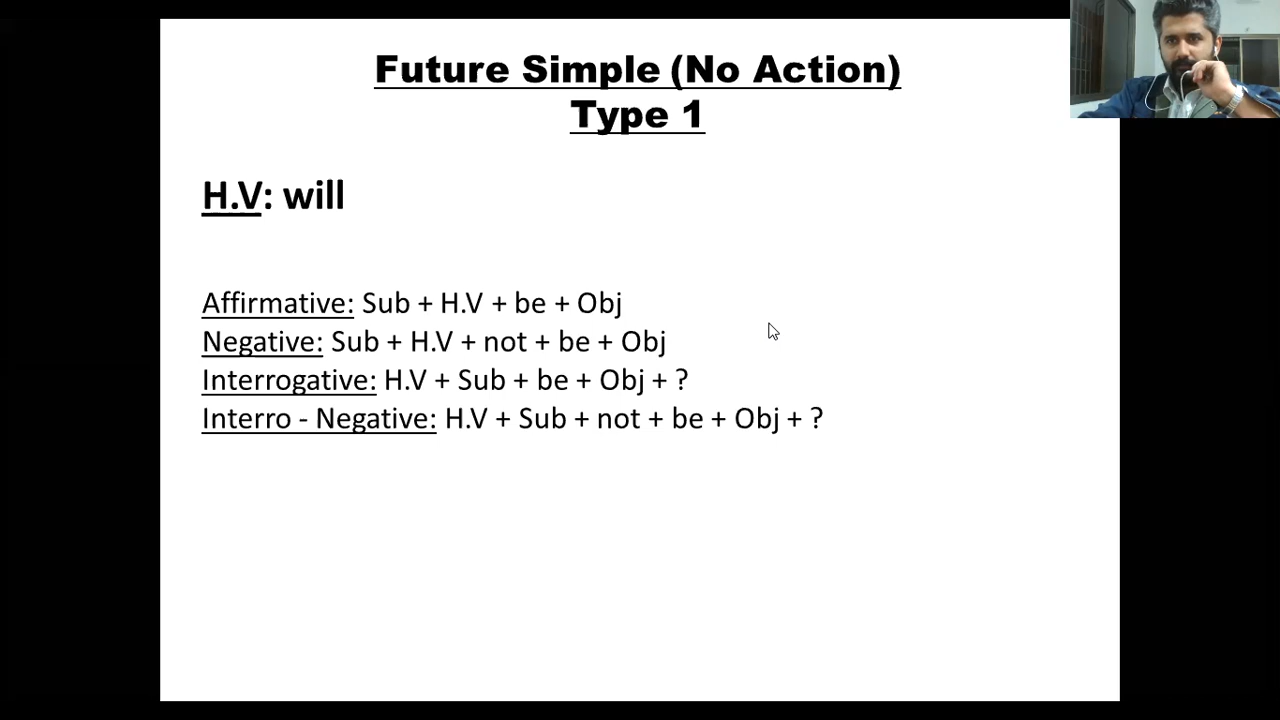 Future Simple (No Action)
Type 1
H.V: will
Affirmative: Sub + H.V + be + Obj
Negative: Sub + H.V + not + be + Obj
Interrogative: H.V + Sub + be + Obj + ?
Interro - Negative: H.V + Sub + not + be + Obj + ?